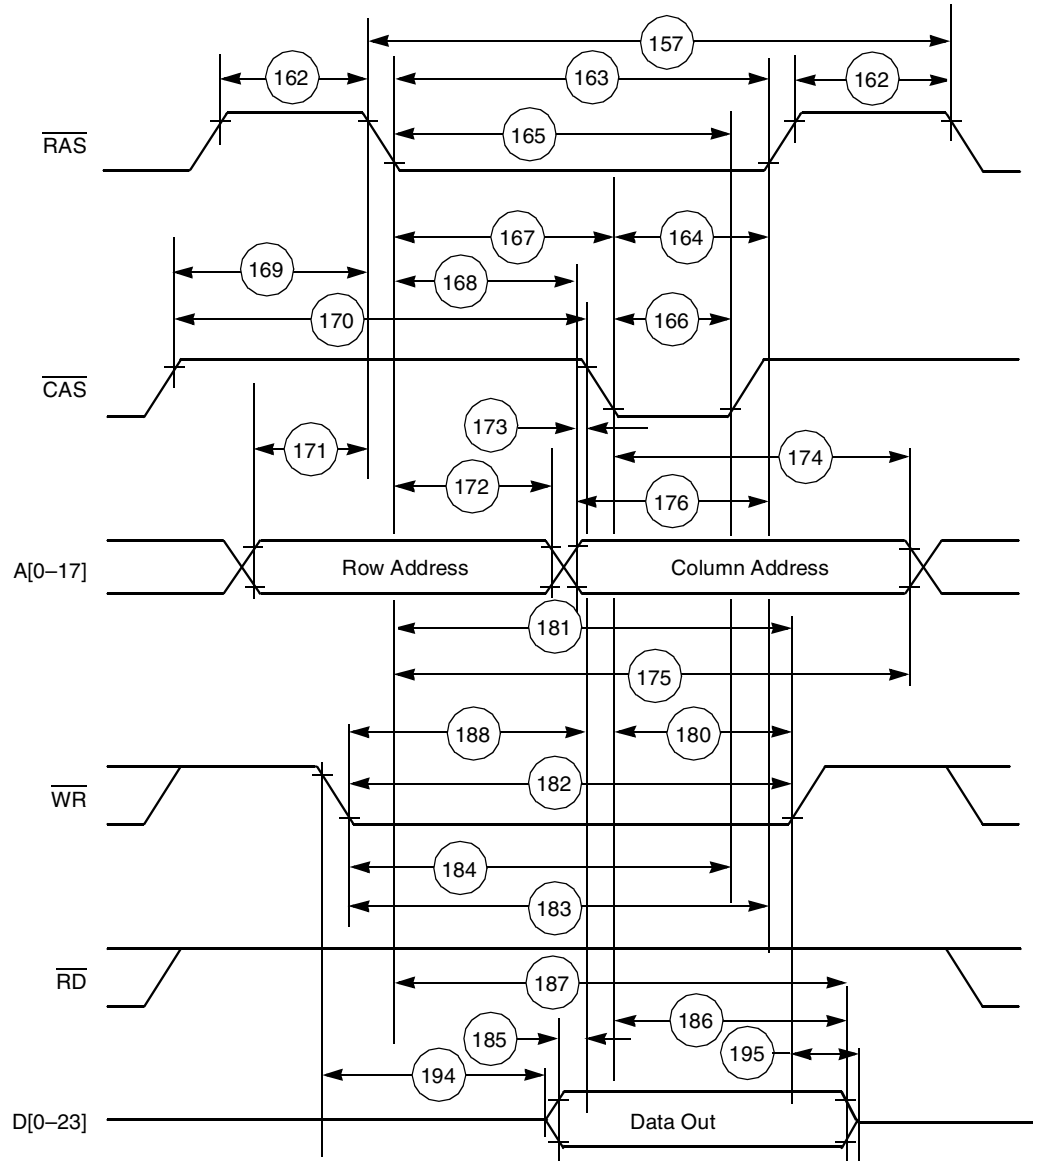 157
162 163 162
RAS
165
167 164
169
168
170 166
CAS
173
171 174
172 176
A[0–17] Row Address Column Address
181
175
188 180
WR
182
184
183
RD
187
186
185 195
194
D[0–23] Data Out